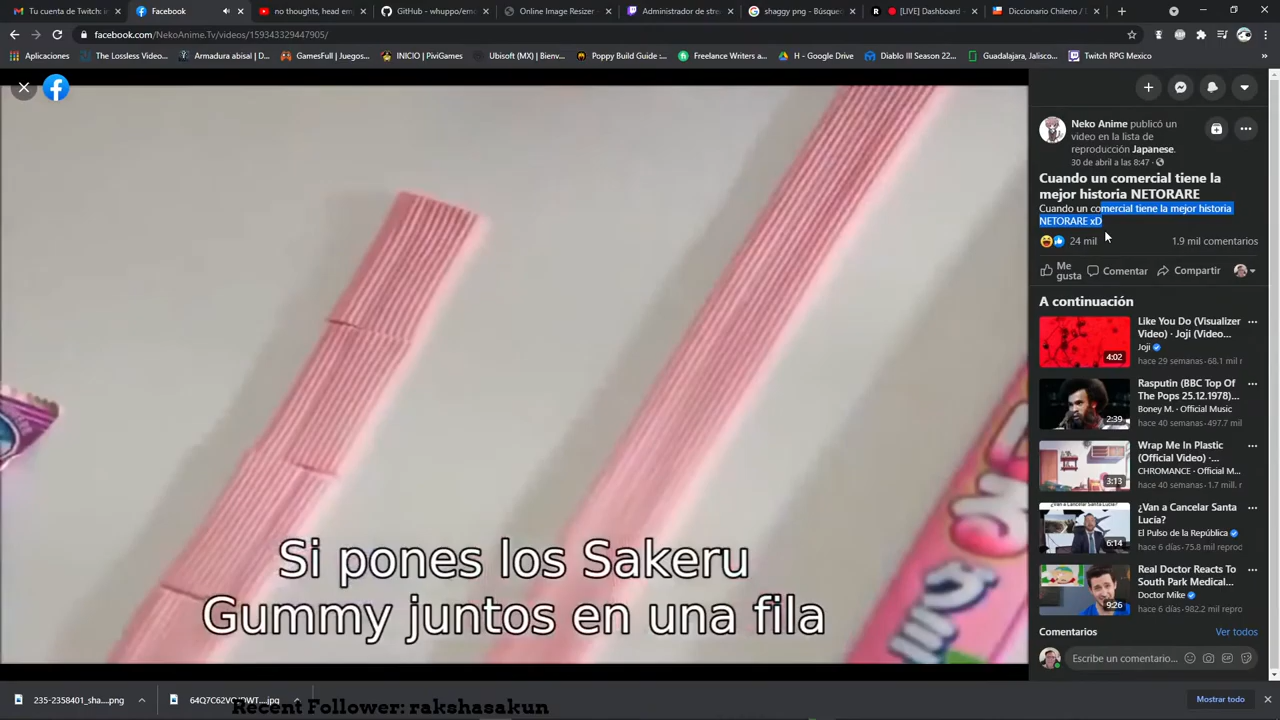 Tu cuenta de Twitch: in
Facebook
no thoughts, head emp
GitHub - whuppo/emo
Online Image Resizer -
Administrador de stre
shaggy png - Búsque
[LIVE] Dashboard
Diccionario Chileno / T
facebook.com/NekoAnime.Tv/videos/159343329447905/
Aplicaciones
The Lossless Video...
Armadura abisal | D...
GamesFull | Juegos...
INICIO | PiviGames
Ubisoft (MX) | Bienv...
Poppy Build Guide :...
Freelance Writers a...
H - Google Drive
Diablo III Season 22...
Guadalajara, Jalisco...
Twitch RPG Mexico
Neko Anime publicó un
video en la lista de
reproducción Japanese.
30 de abril a las 8:47
Cuando un comercial tiene la
mejor historia NETORARE
Cuando un comercial tiene la mejor historia
NETORARE xD
24 mil
1.9 mil comentarios
Me gusta
Comentar
Compartir
A continuación
Like You Do (Visualizer
Video) · Joji (Video...
Joji
hace 29 semanas · 68.1 mil r
4:02
Rasputin (BBC Top Of
The Pops 25.12.1978)...
Boney M. · Official Music
hace 40 semanas · 497.7 mil
2:39
Wrap Me In Plastic
(Official Video) ·...
CHROMANCE · Official M...
hace 40 semanas · 1.7 mill. r
3:13
¿Van a Cancelar Santa
Lucía?
El Pulso de la República
hace 6 días · 75.8 mil reprod
6:14
Real Doctor Reacts To
South Park Medical...
Doctor Mike
hace 6 días · 982.2 mil repro
9:26
Comentarios
Ver todos
Escribe un comentario...
Si pones los Sakeru
Gummy juntos en una fila
235-2358401_sha....png
Mostrar todo
Recent Follower: rakshasakun